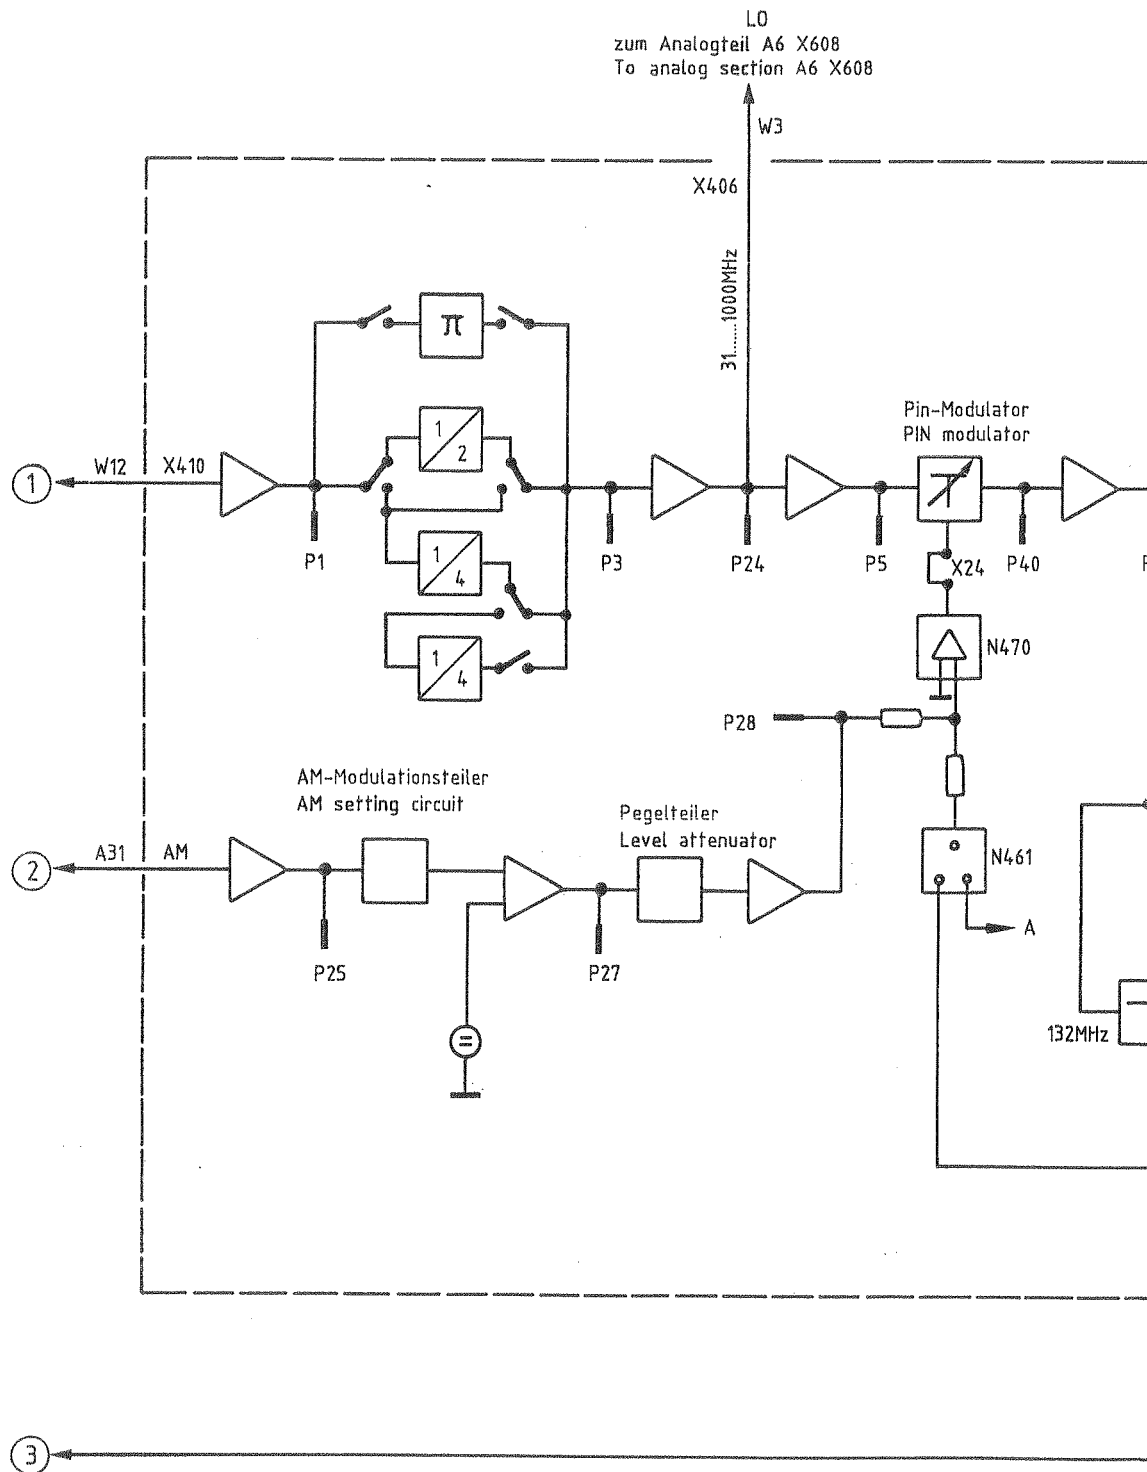 LO
zum Analogteil A6 X608
To analog section A6 X608
W3
X406
31......1000MHz
π
Pin-Modulator
PIN modulator
1
2
1
W12
X410
P1
1
4
P3
P24
P5
X24
P40
N470
1
4
P28
AM-Modulationsteiler
AM setting circuit
Pegelteiler
Level attenuator
2
A31
AM
N461
A
P25
P27
=
132MHz
3